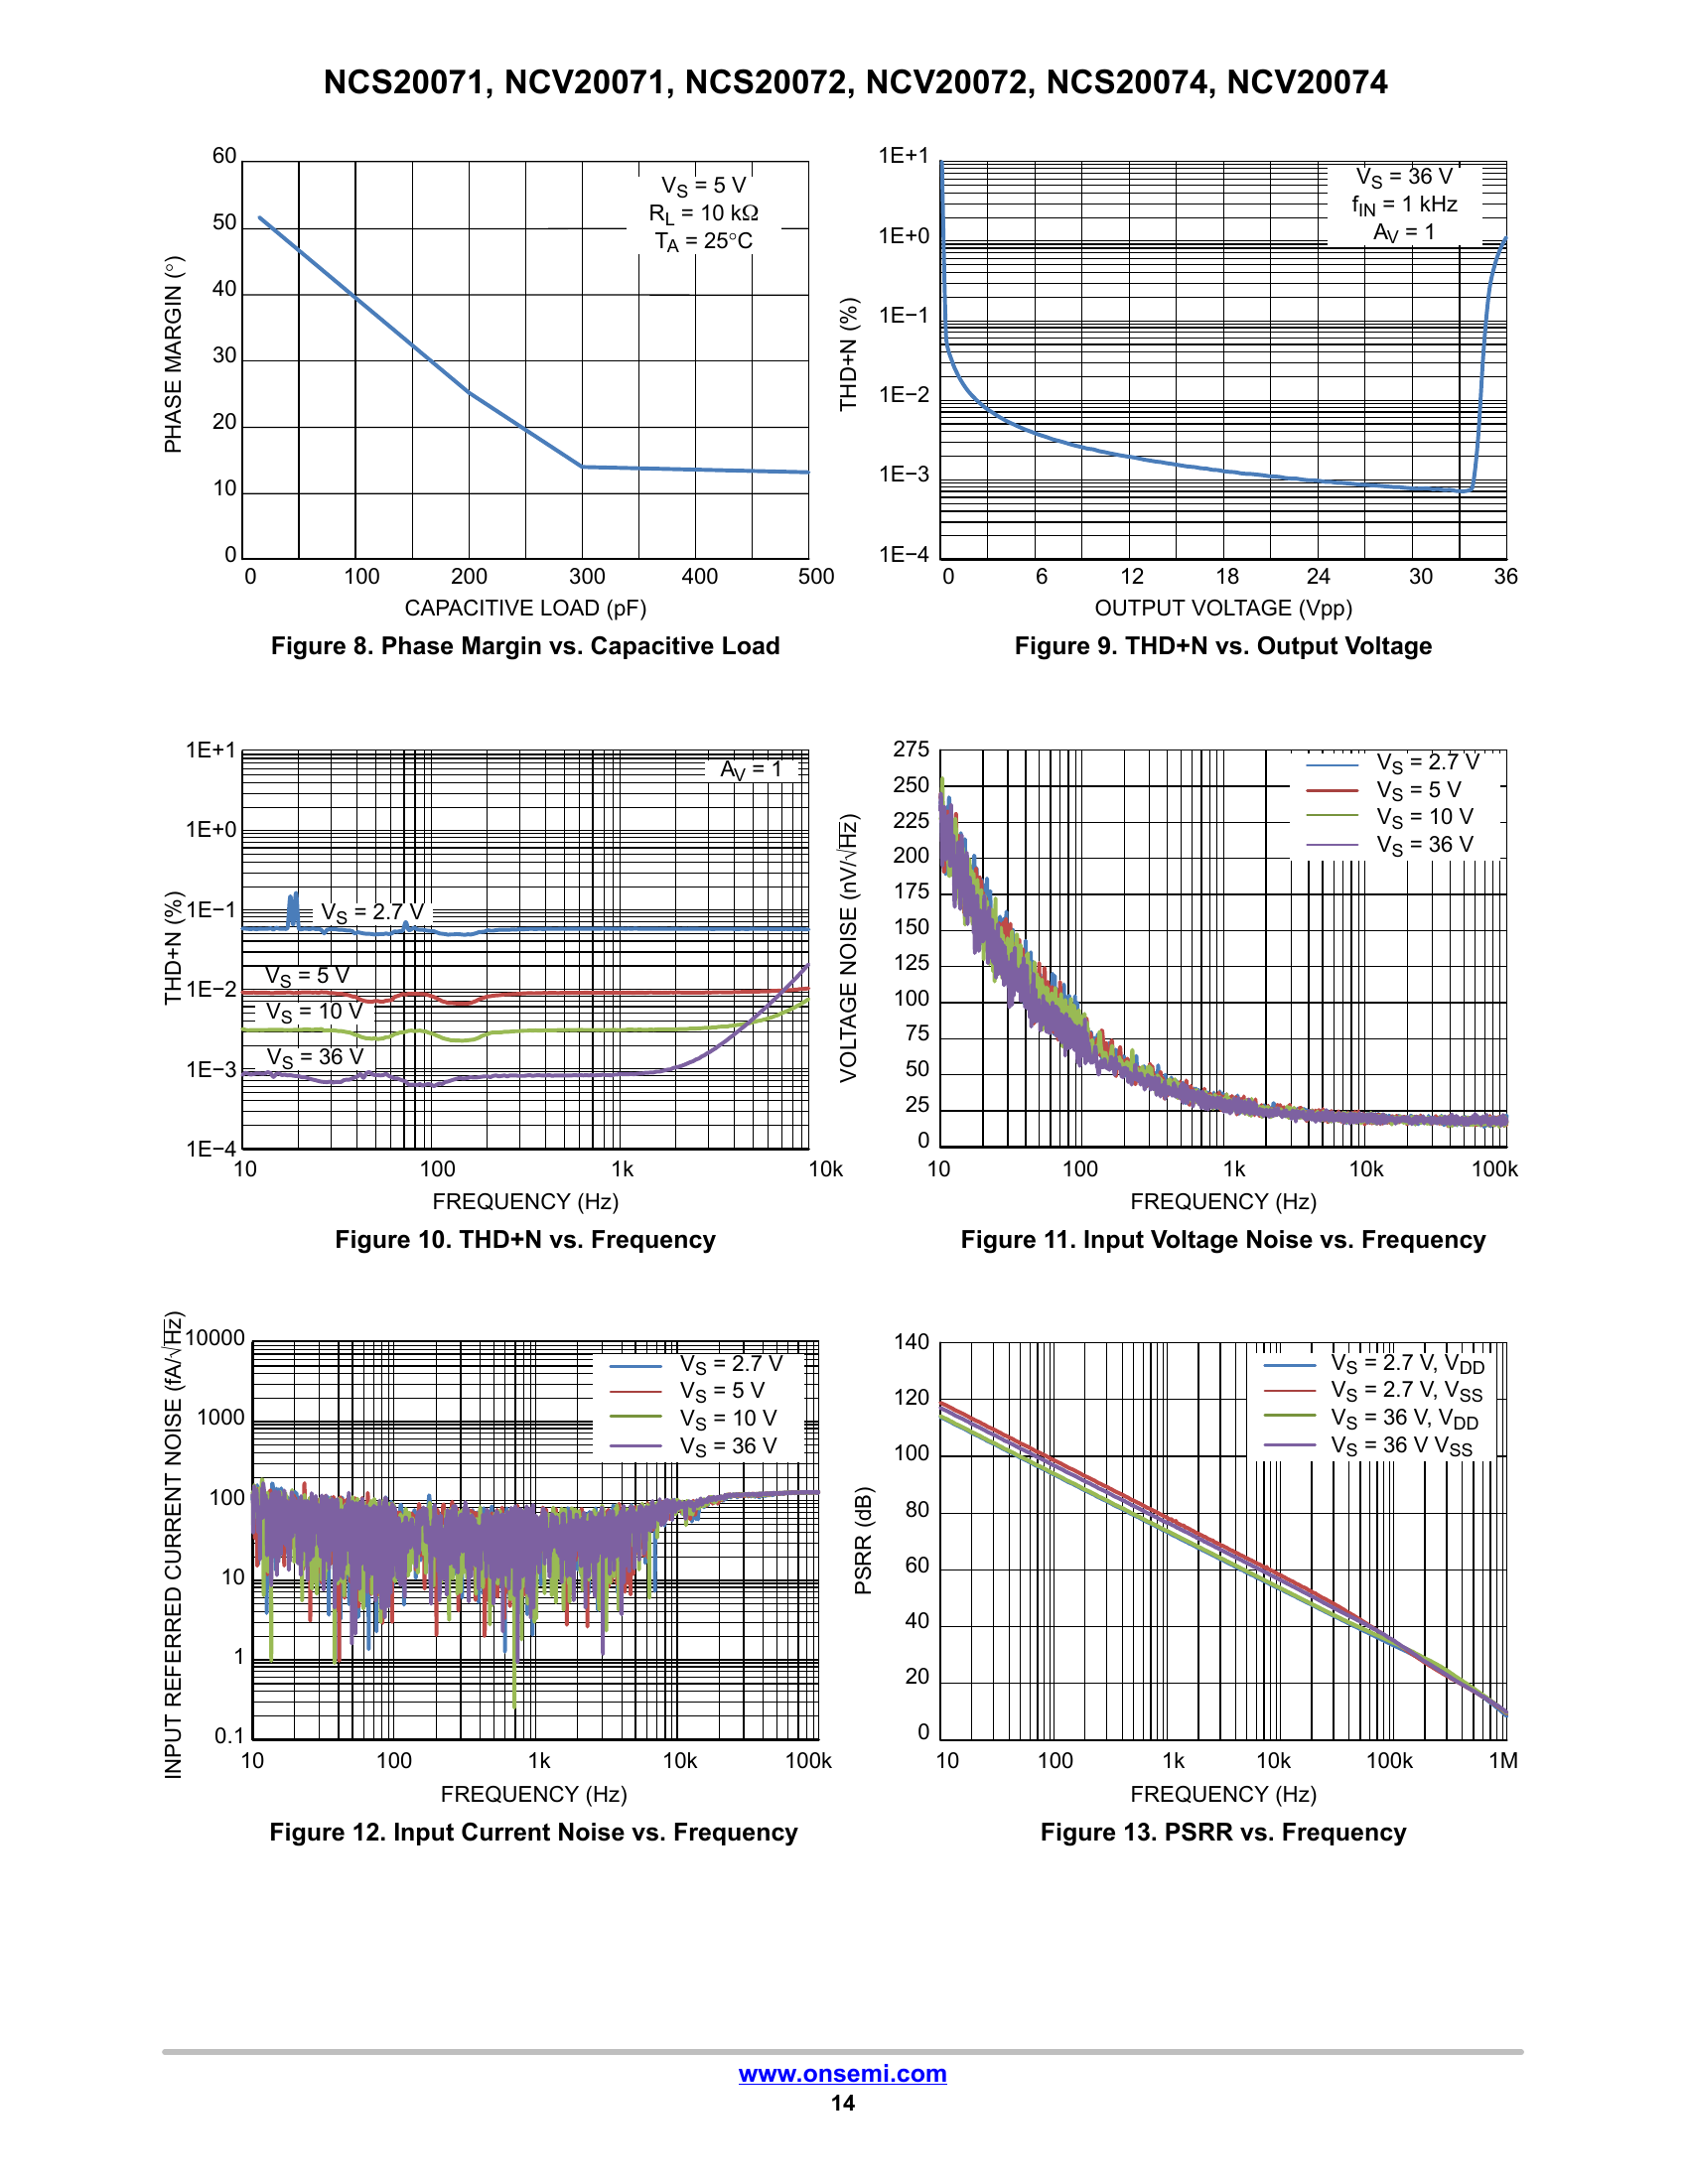 NCS20071, NCV20071, NCS20072, NCV20072, NCS20074, NCV20074
60
50
40
30
20
10
0
PHASE MARGIN (°)
VS = 5 V
RL = 10 kΩ
TA = 25°C
0 100 200 300 400 500
CAPACITIVE LOAD (pF)
Figure 8. Phase Margin vs. Capacitive Load
1E+1
1E+0
1E−1
1E−2
1E−3
1E−4
THD+N (%)
VS = 36 V
fIN = 1 kHz
AV = 1
0 6 12 18 24 30 36
OUTPUT VOLTAGE (Vpp)
Figure 9. THD+N vs. Output Voltage
1E+1
1E+0
1E−1
1E−2
1E−3
1E−4
THD+N (%)
AV = 1
VS = 2.7 V
VS = 5 V
VS = 10 V
VS = 36 V
10 100 1k 10k
FREQUENCY (Hz)
Figure 10. THD+N vs. Frequency
275
250
225
200
175
150
125
100
75
50
25
0
VOLTAGE NOISE (nV/√Hz)
VS = 2.7 V
VS = 5 V
VS = 10 V
VS = 36 V
10 100 1k 10k 100k
FREQUENCY (Hz)
Figure 11. Input Voltage Noise vs. Frequency
10000
1000
100
10
1
0.1
INPUT REFERRED CURRENT NOISE (fA/√Hz)
VS = 2.7 V
VS = 5 V
VS = 10 V
VS = 36 V
10 100 1k 10k 100k
FREQUENCY (Hz)
Figure 12. Input Current Noise vs. Frequency
140
120
100
80
60
40
20
0
PSRR (dB)
VS = 2.7 V, VDD
VS = 2.7 V, VSS
VS = 36 V, VDD
VS = 36 V VSS
10 100 1k 10k 100k 1M
FREQUENCY (Hz)
Figure 13. PSRR vs. Frequency
www.onsemi.com
14